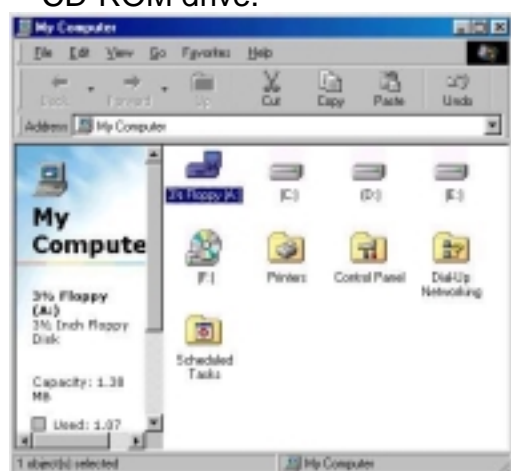 CD-ROM drive.
My Computer
File Edit View Go Favorites Help
Back Forward Up Cut Copy Paste Undo
Address My Computer
My
Compute
3½ Floppy
(A:)
3½ Inch Floppy
Disk
Capacity: 1.38
MB
Used: 1.07
3½ Floppy (A:) (C:) (D:) (E:)
(F:) Printers Control Panel Dial-Up
Networking
Scheduled
Tasks
1 object(s) selected My Computer